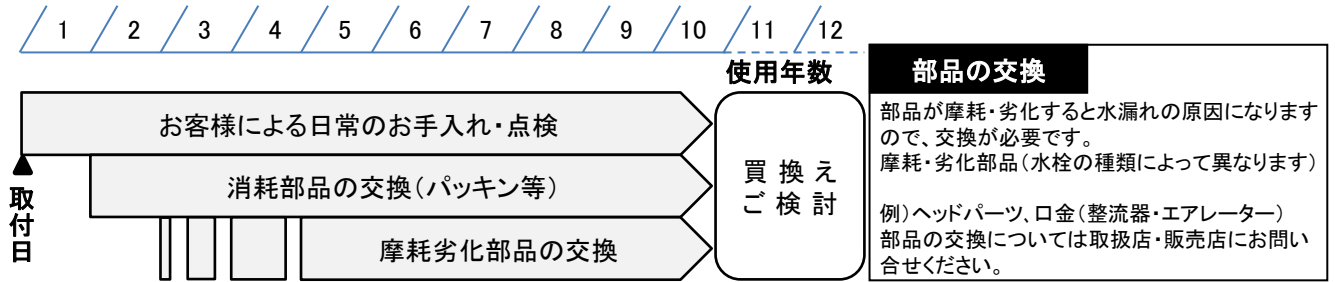 1 2 3 4 5 6 7 8 9 10 11 12
使用年数
お客様による日常のお手入れ・点検
取付日
消耗部品の交換(パッキン等)
摩耗劣化部品の交換
買換え
ご検討
部品の交換
部品が摩耗・劣化すると水漏れの原因になります
ので、交換が必要です。
摩耗・劣化部品(水栓の種類によって異なります)
例)ヘッドパーツ、口金(整流器・エアレーター)
部品の交換については取扱店・販売店にお問い
合せください。